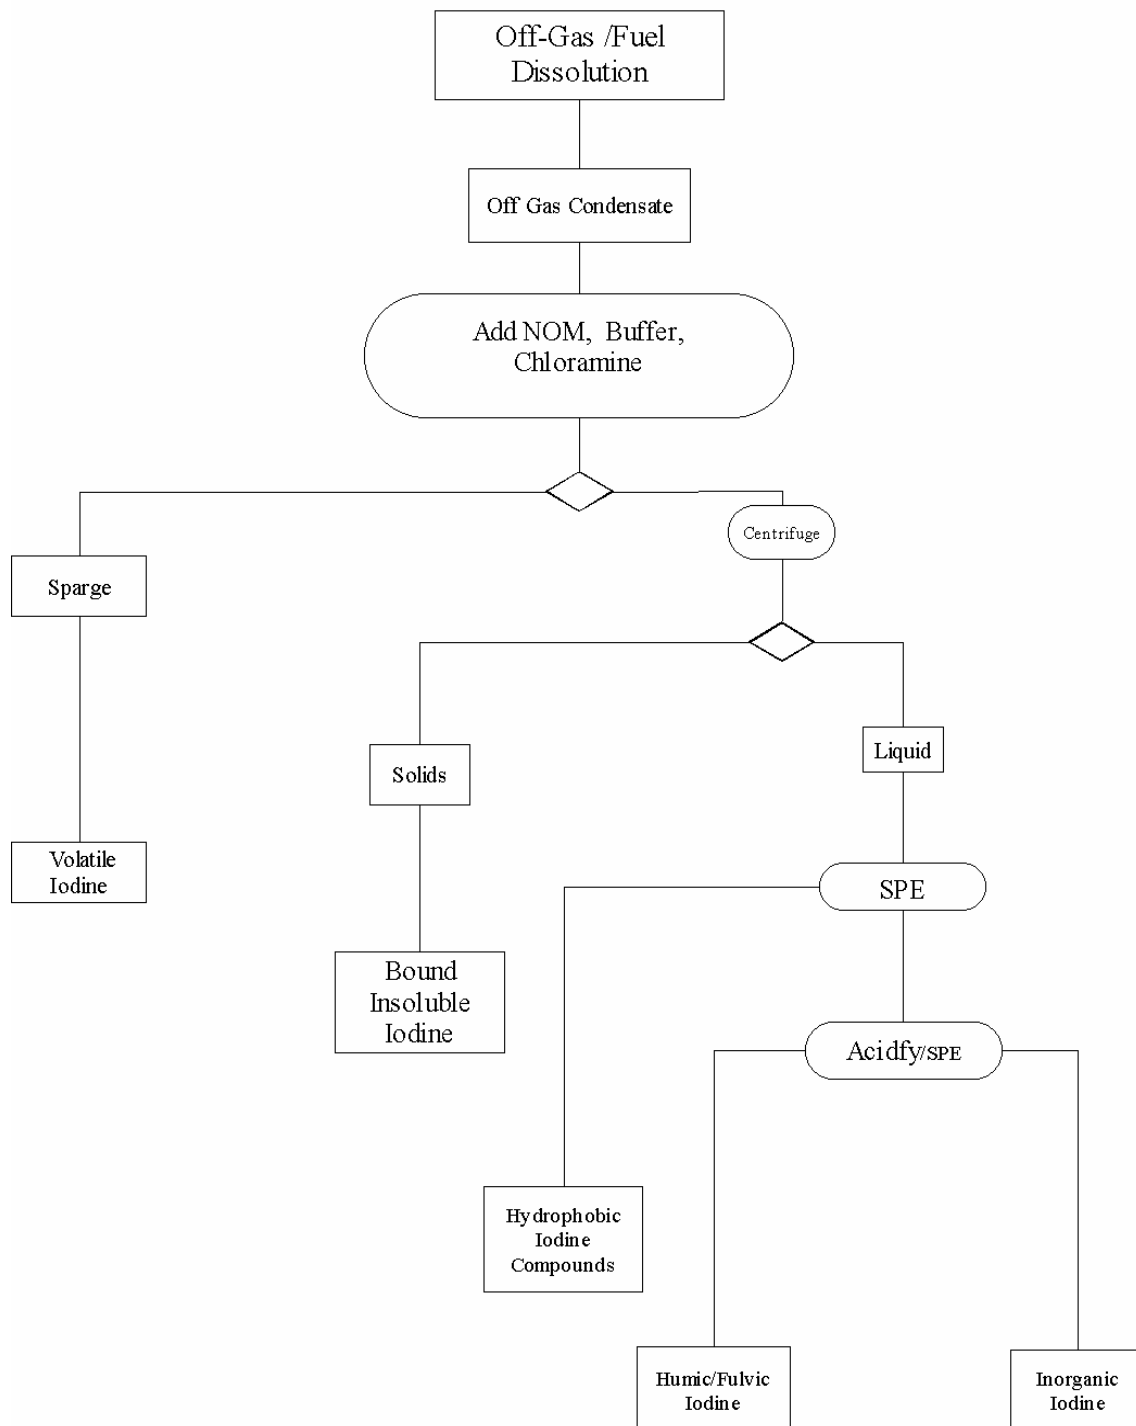 Off-Gas /Fuel
Dissolution
Off Gas Condensate
Add NOM, Buffer,
Chloramine
Centrifuge
Sparge
Liquid
Solids
Volatile
Iodine
SPE
Bound
Insoluble
Iodine
Acidfy/SPE
Hydrophobic
Iodine
Compounds
Humic/Fulvic
Iodine
Inorganic
Iodine